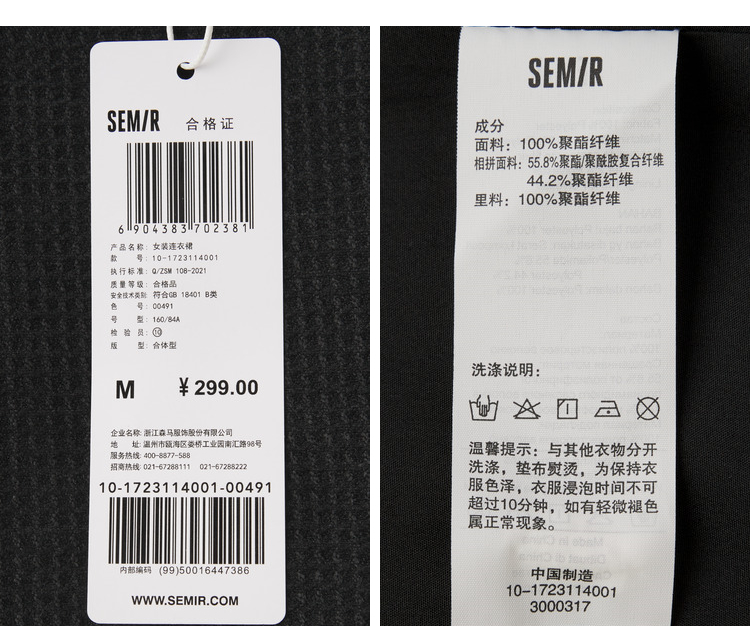 SEMIR 合格证
6 904383 702381
产品名称: 女装连衣裙
款 号: 10-1723114001
执行标准: Q/ZSM 108-2021
质量等级: 合格品
安全技术类别: 符合GB 18401 B类
色 号: 00491
号 型: 160/84A
检 验 员: ⑩
版 型: 合体型
M ¥ 299.00
企业名称: 浙江森马服饰股份有限公司
地 址: 温州市瓯海区娄桥工业园南汇路98号
服务热线: 400-8877-588
招商热线: 021-67288111 021-67288222
10-1723114001-00491
内部编码 (99)50016447386
WWW.SEMIR.COM
SEMIR
成分
面料: 100%聚酯纤维
相拼面料: 55.8%聚酯/聚酰胺复合纤维
44.2%聚酯纤维
里料: 100%聚酯纤维
洗涤说明:
温馨提示: 与其他衣物分开
洗涤, 垫布熨烫, 为保持衣
服色泽, 衣服浸泡时间不可
超过10分钟, 如有轻微褪色
属正常现象。
中国制造
10-1723114001
3000317